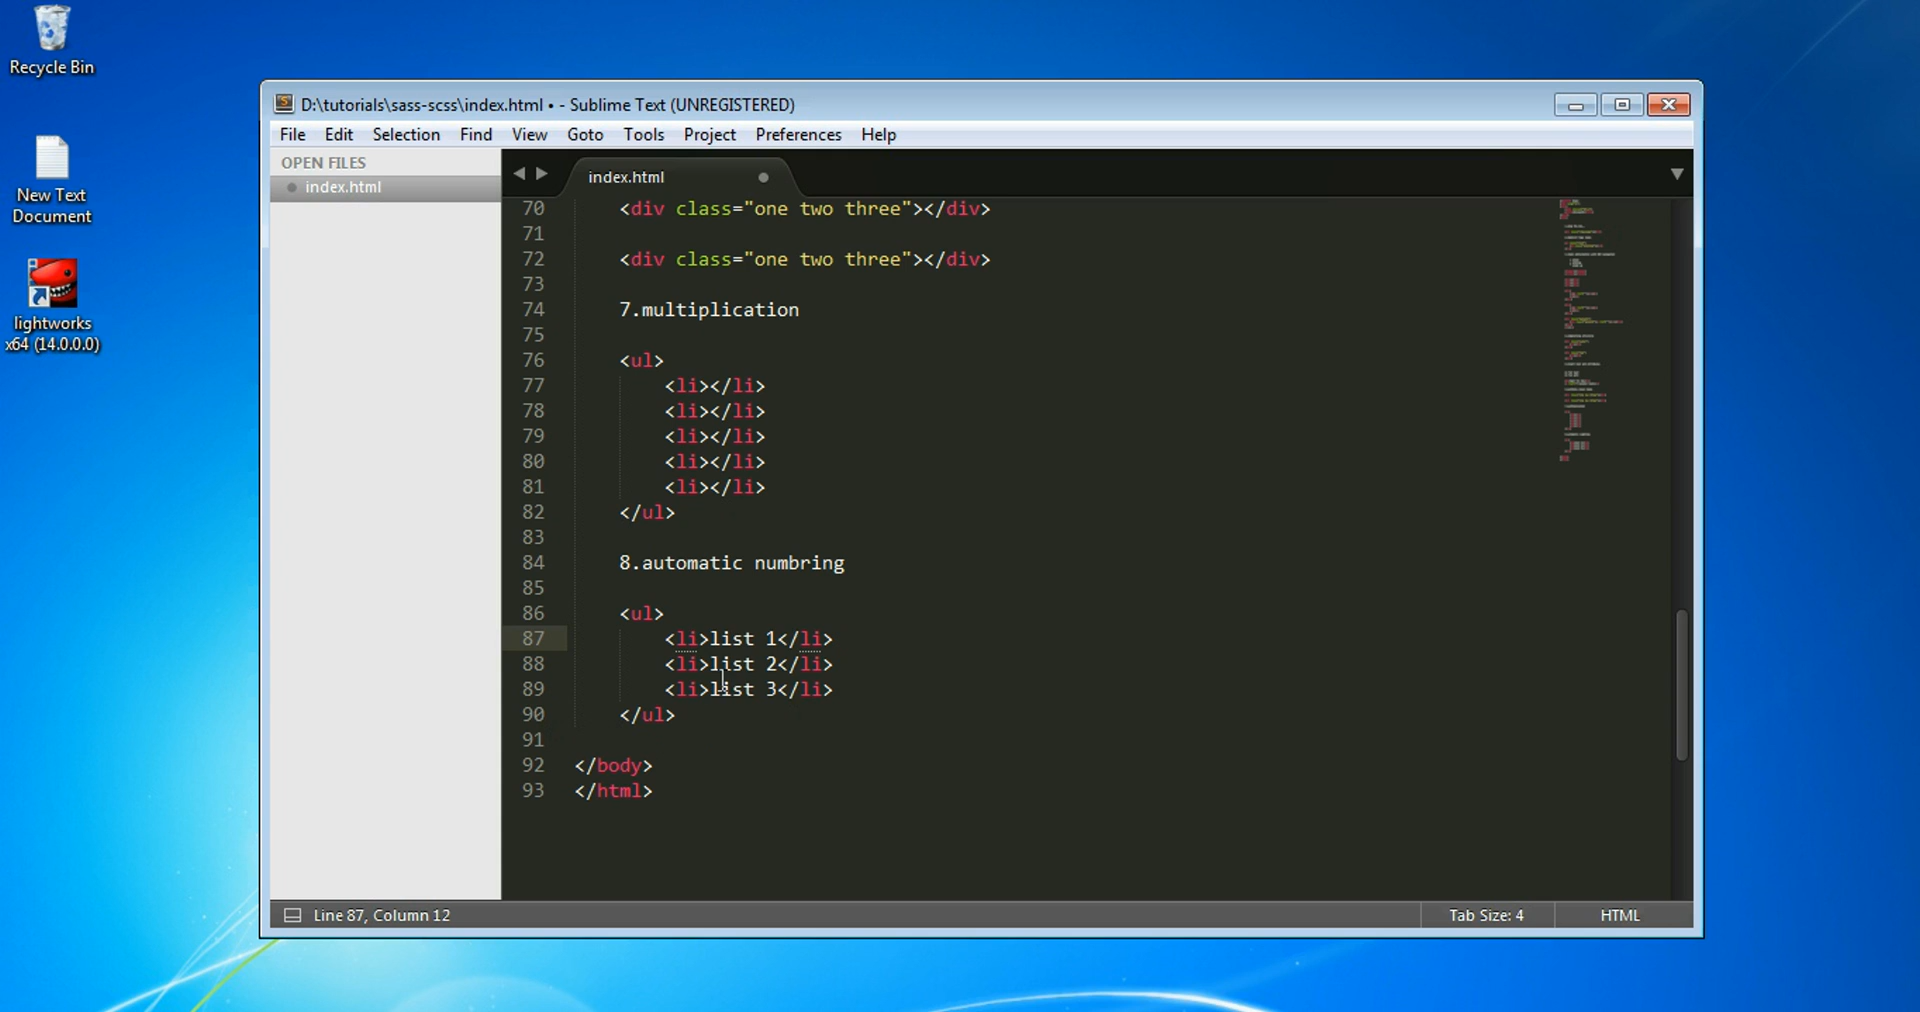 Recycle Bin
New Text
Document
lightworks
x64 (14.0.0.0)
D:\tutorials\sass-scss\index.html • - Sublime Text (UNREGISTERED)
File Edit Selection Find View Goto Tools Project Preferences Help
OPEN FILES
index.html
index.html
70 <div class="one two three"></div>
71
72 <div class="one two three"></div>
73
74 7.multiplication
75
76 <ul>
77 <li></li>
78 <li></li>
79 <li></li>
80 <li></li>
81 <li></li>
82 </ul>
83
84 8.automatic numbring
85
86 <ul>
87 <li>list 1</li>
88 <li>list 2</li>
89 <li>list 3</li>
90 </ul>
91
92 </body>
93 </html>
Line 87, Column 12
Tab Size: 4
HTML